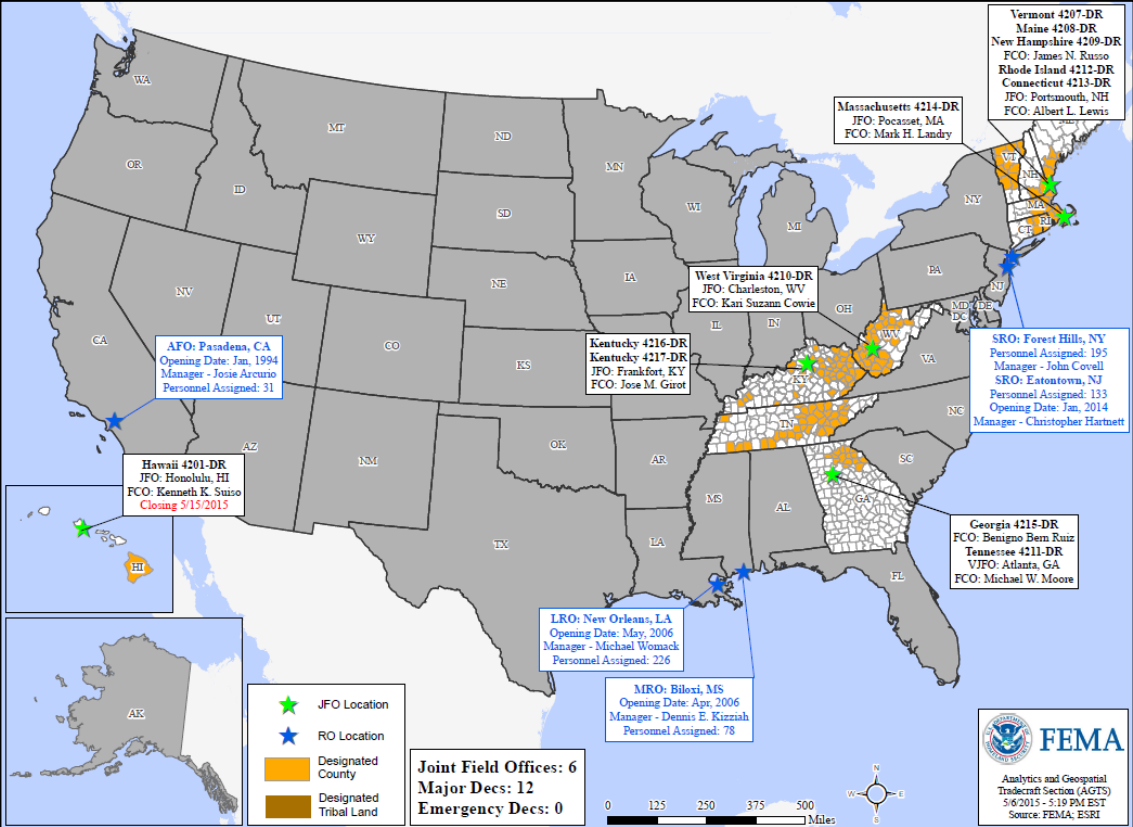 Vermont 4207-DR
Maine 4208-DR
New Hampshire 4209-DR
FCO: James N. Russo
Rhode Island 4212-DR
Connecticut 4213-DR
JFO: Portsmouth, NH
FCO: Albert L. Lewis
Massachusetts 4214-DR
JFO: Pocasset, MA
FCO: Mark H. Landry
WA
MT
ND
MN
OR
ID
SD
WI
MI
NY
VT
NH
ME
MA
RI
CT
WY
NE
IA
PA
NJ
West Virginia 4210-DR
JFO: Charleston, WV
FCO: Kari Suzann Cowie
NV
UT
CO
KS
IL
IN
OH
MD
DC
DE
WV
VA
CA
AFO: Pasadena, CA
Opening Date: Jan, 1994
Manager - Josie Arcurio
Personnel Assigned: 31
Kentucky 4216-DR
Kentucky 4217-DR
JFO: Frankfort, KY
FCO: Jose M. Girot
KY
SRO: Forest Hills, NY
Personnel Assigned: 195
Manager - John Covell
SRO: Eatontown, NJ
Personnel Assigned: 133
Opening Date: Jan, 2014
Manager - Christopher Hartnett
AZ
NM
OK
AR
TN
NC
SC
MS
AL
GA
TX
LA
FL
Hawaii 4201-DR
JFO: Honolulu, HI
FCO: Kenneth K. Suiso
Closing 5/15/2015
HI
Georgia 4215-DR
FCO: Benigno Bern Ruiz
Tennessee 4211-DR
VJFO: Atlanta, GA
FCO: Michael W. Moore
LRO: New Orleans, LA
Opening Date: May, 2006
Manager - Michael Womack
Personnel Assigned: 226
MRO: Biloxi, MS
Opening Date: Apr, 2006
Manager - Dennis E. Kizziah
Personnel Assigned: 78
AK
JFO Location
RO Location
Designated
County
Designated
Tribal Land
Joint Field Offices: 6
Major Decs: 12
Emergency Decs: 0
0 125 250 500
Miles
N
W E
S
FEMA
Analytics and Geospatial
Tradecraft Section (AGTS)
5/6/2015 - 5:19 PM EST
Source: FEMA; ESRI